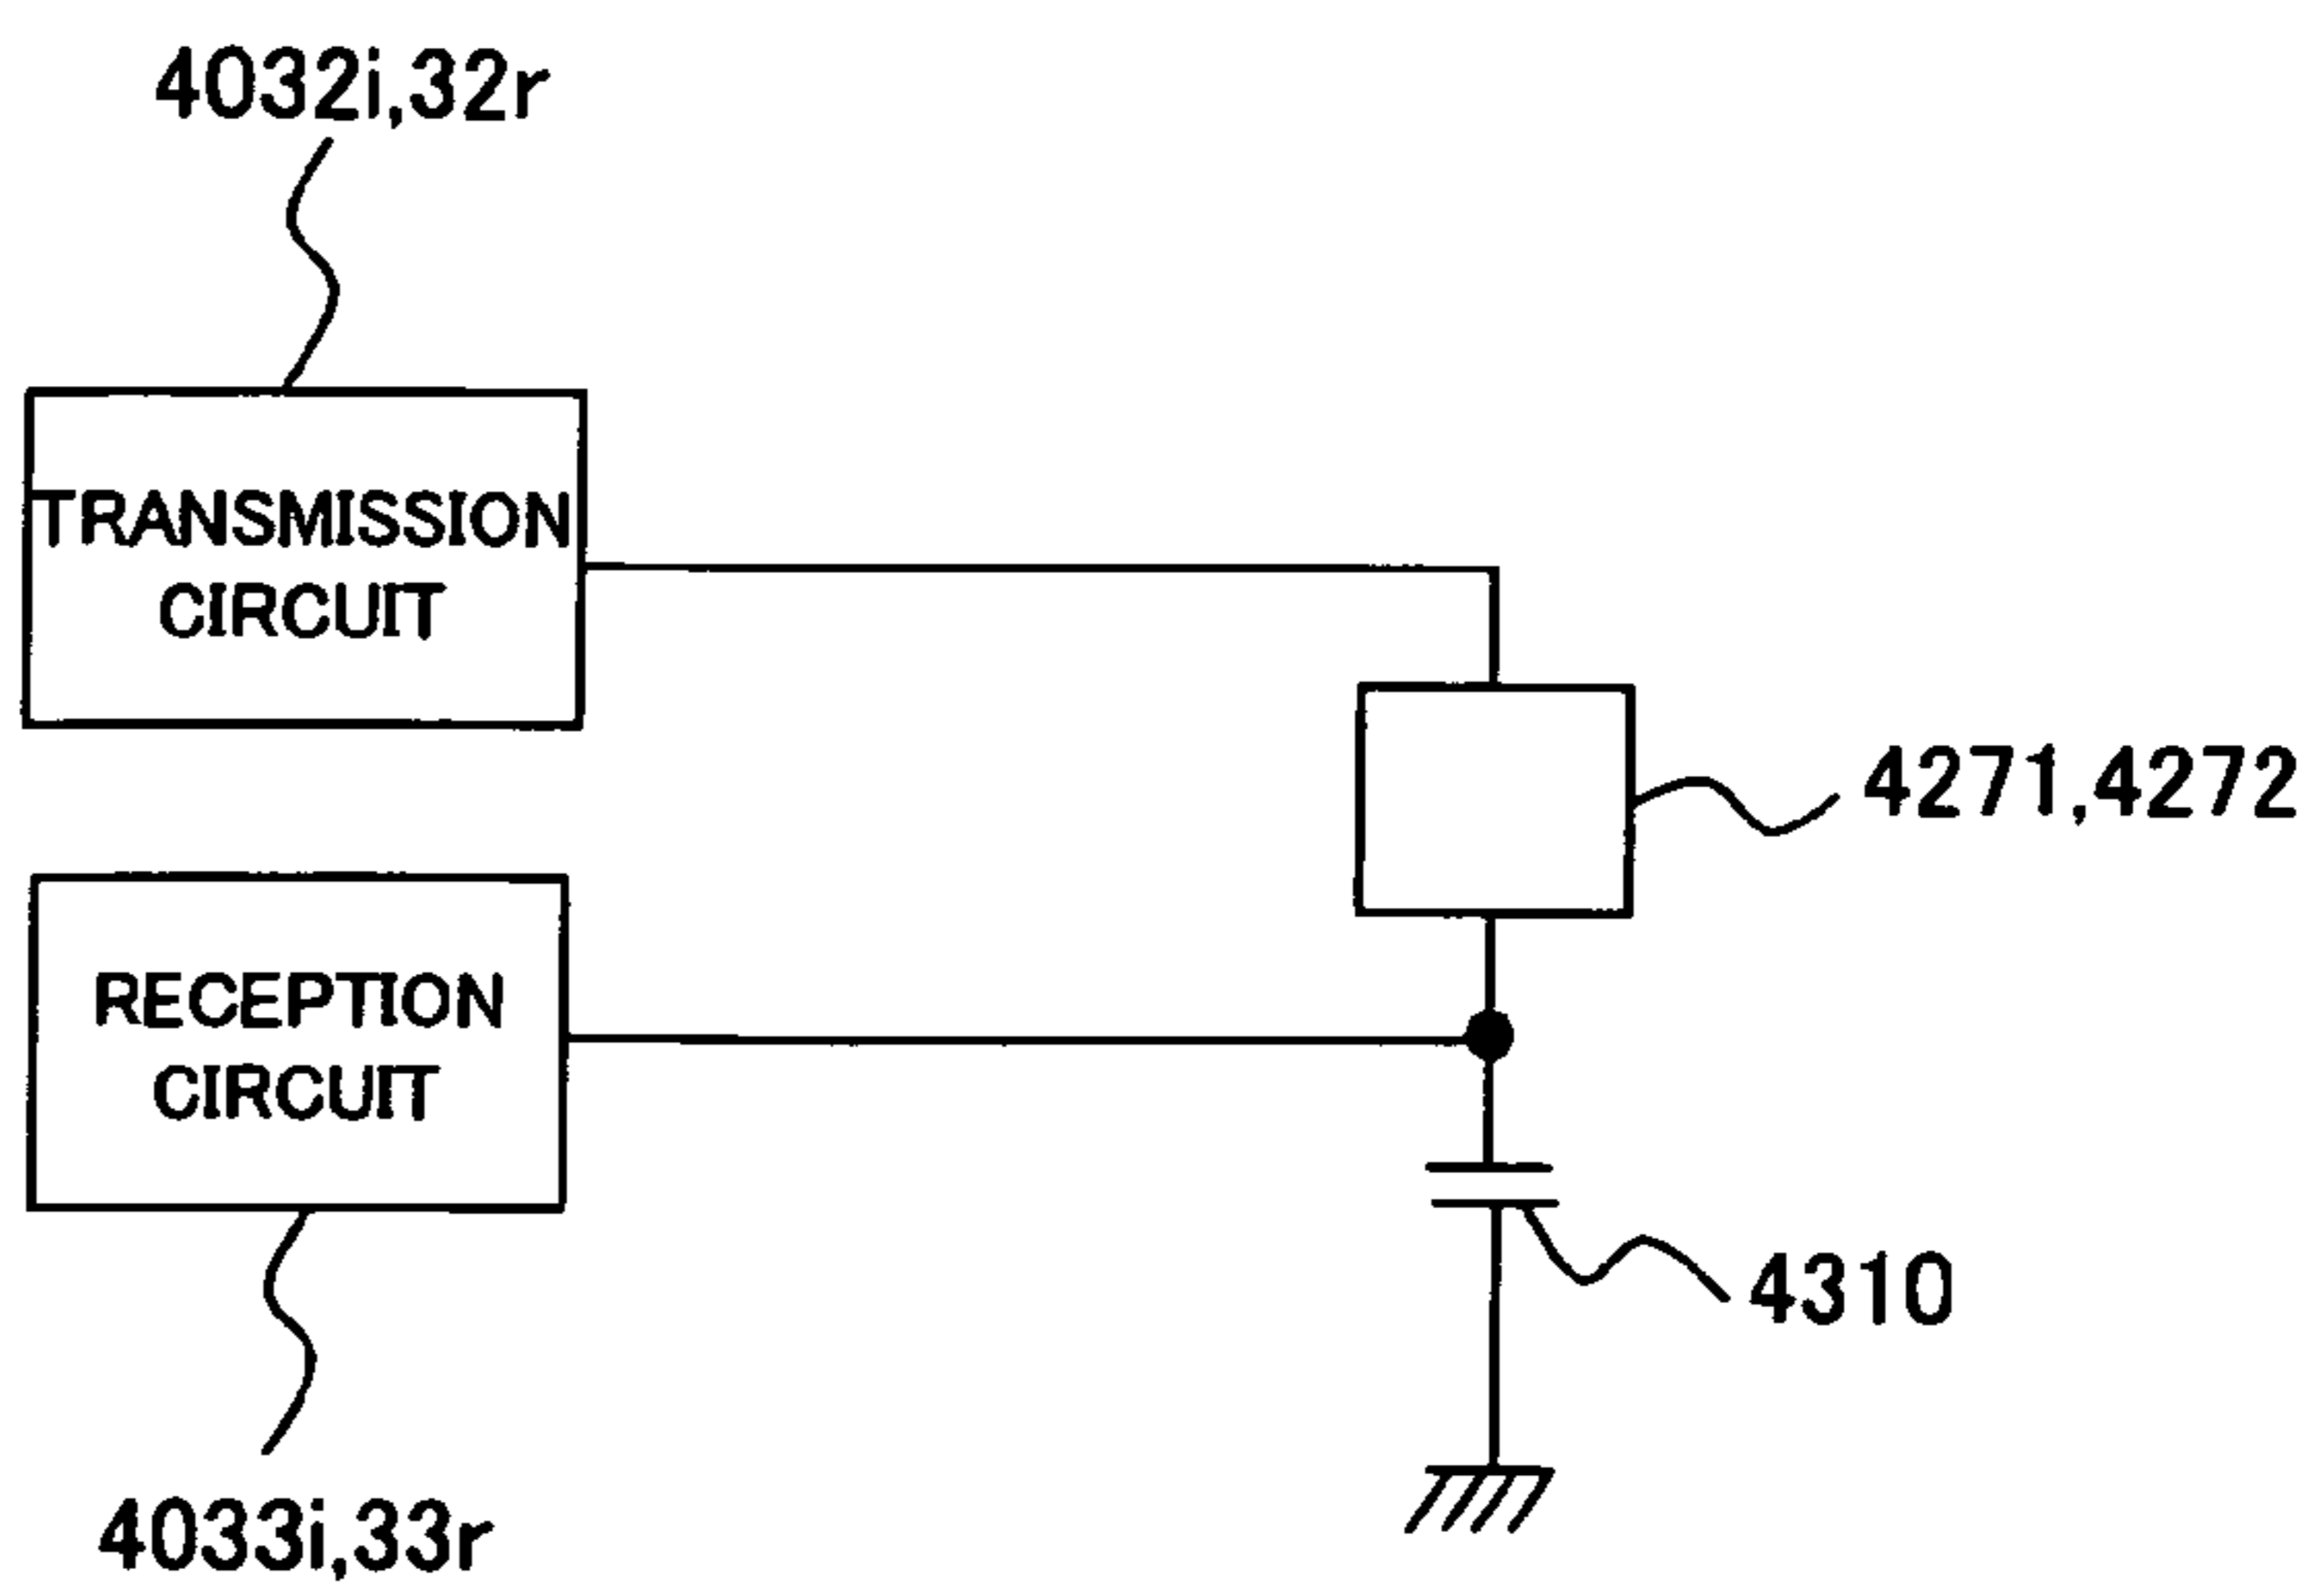 4032i,32r
TRANSMISSION
CIRCUIT
4271,4272
RECEPTION
CIRCUIT
4310
4033i,33r